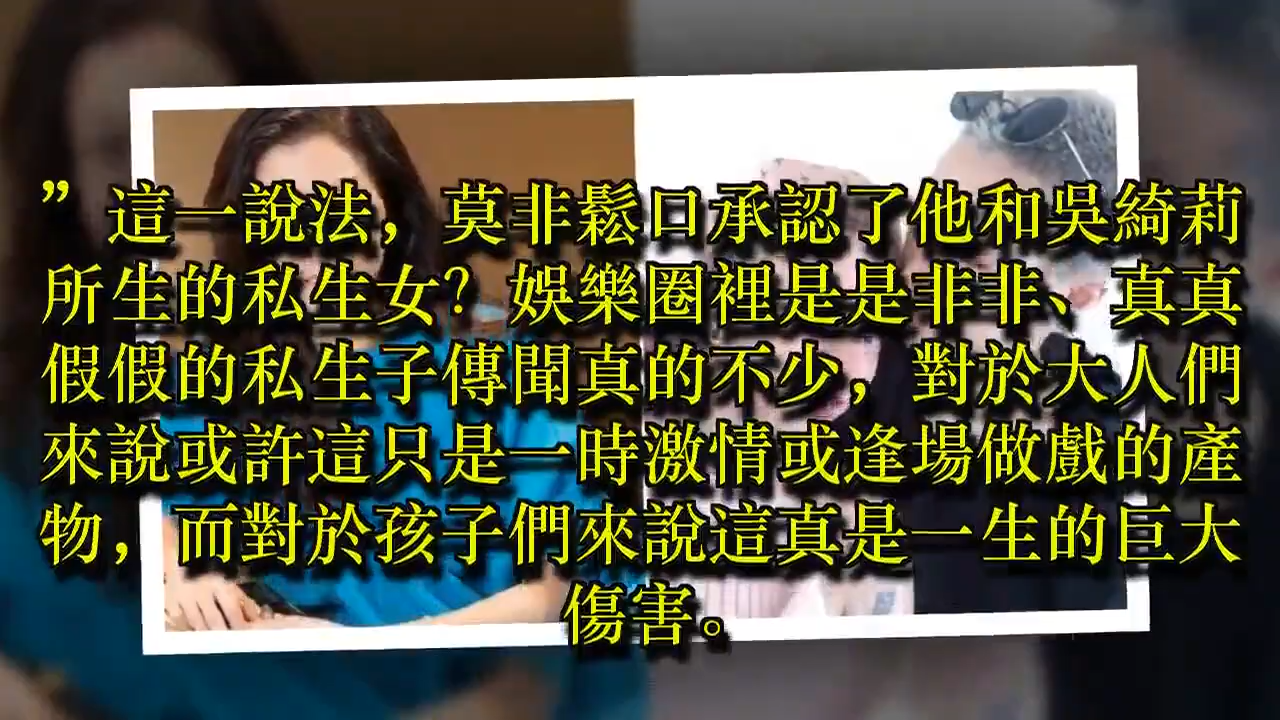 ”這一說法，莫非鬆口承認了他和吳綺莉
所生的私生女？娛樂圈裡是是非非、真真
假假的私生子傳聞真的不少，對於大人們
來說或許這只是一時激情或逢場做戲的產
物，而對於孩子們來說這真是一生的巨大
傷害。